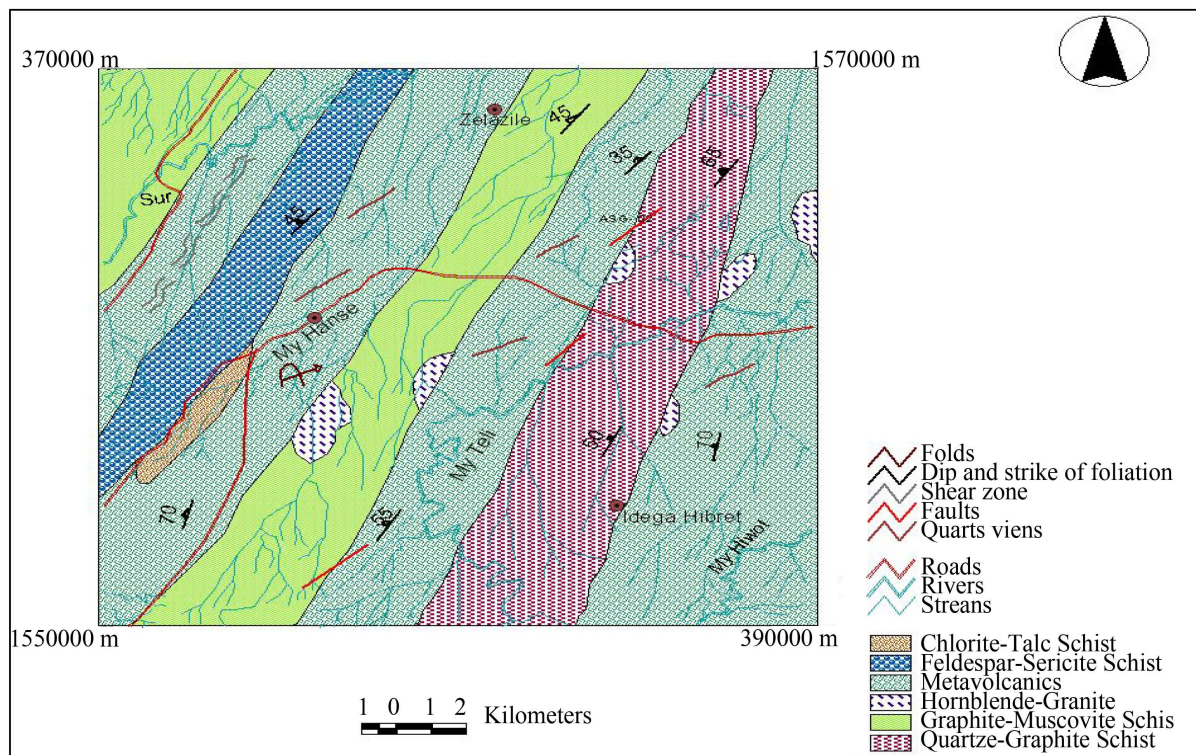 370000 m
1570000 m
Zelazile
45
35
65
Sur
45
My Hanse
My Teli
70
70
55
Idega Hibret
My Hiwot
1550000 m
390000 m
Folds
Dip and strike of foliation
Shear zone
Faults
Quarts viens
Roads
Rivers
Streans
Chlorite-Talc Schist
Feldespar-Sericite Schist
Metavolcanics
Hornblende-Granite
Graphite-Muscovite Schis
Quartze-Graphite Schist
1 0 1 2
Kilometers